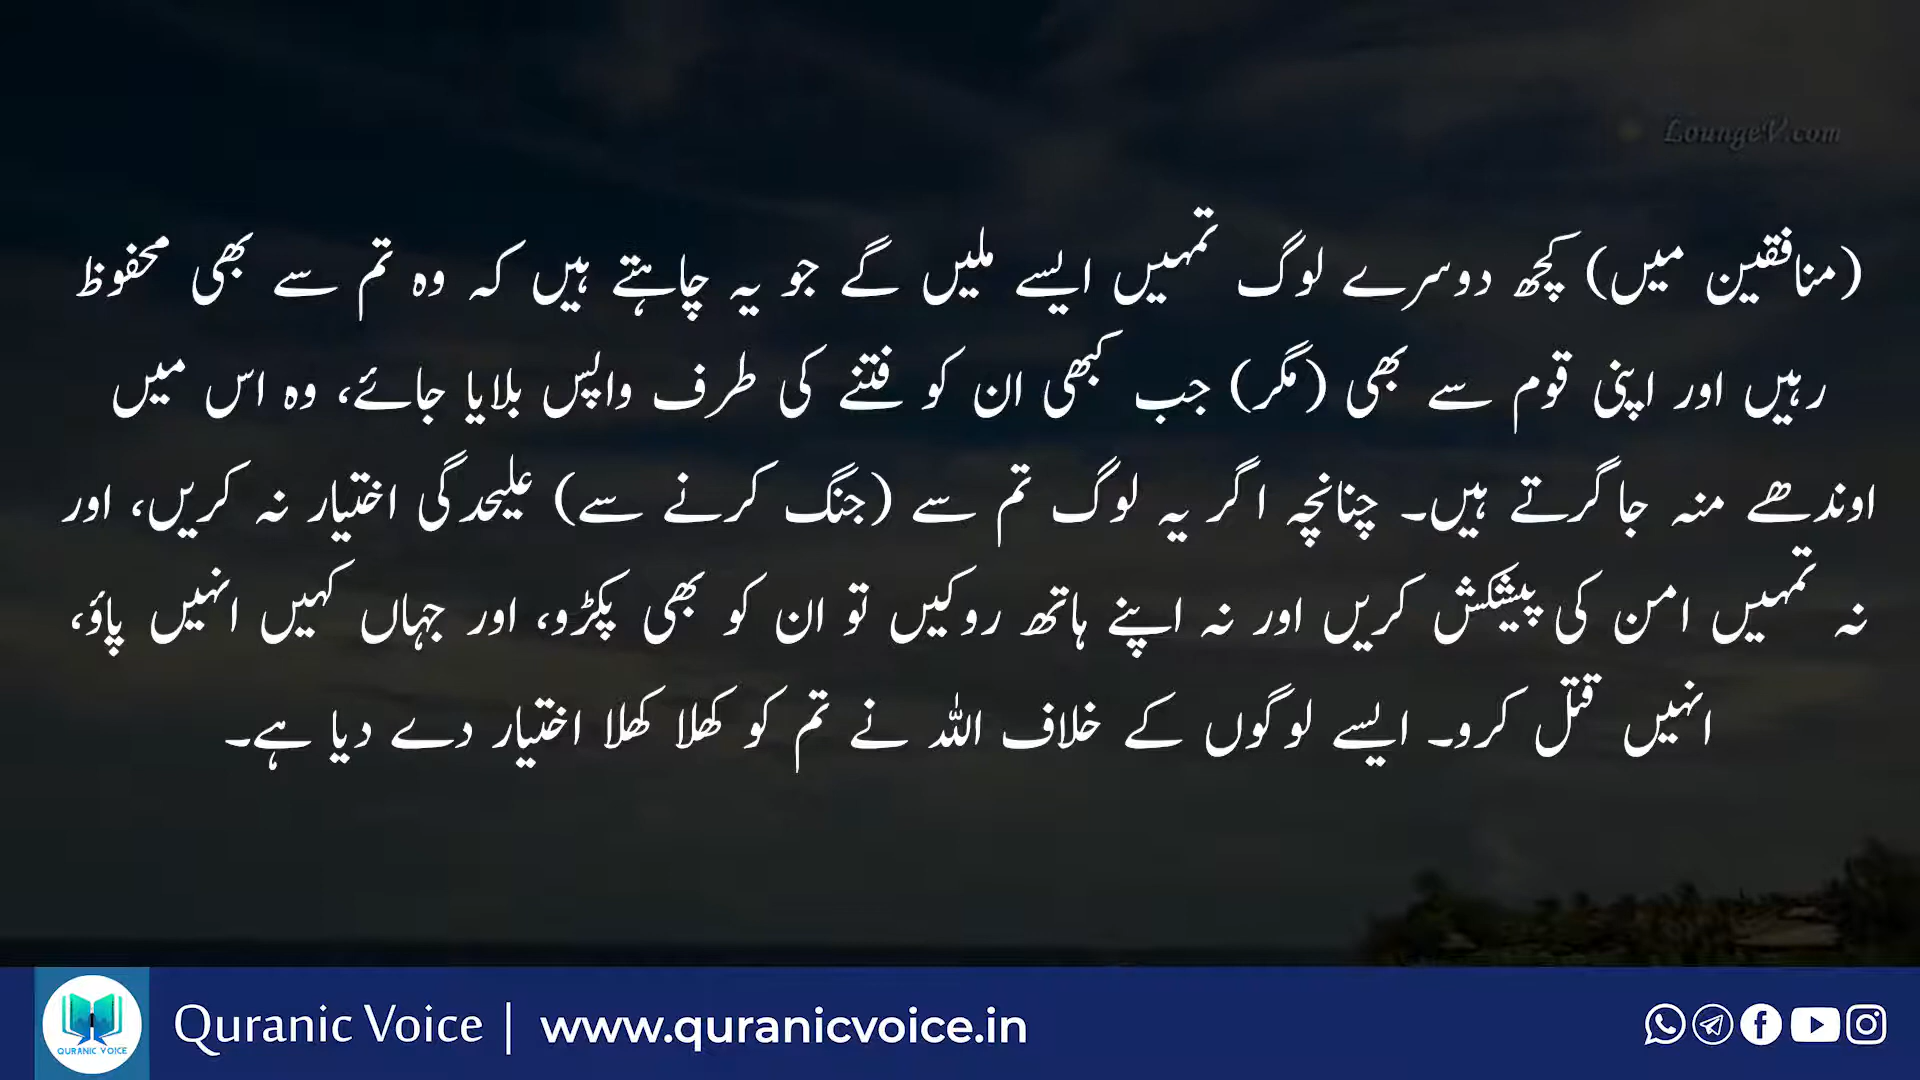 LoungeV.com
(منافقین میں) کچھ دوسرے لوگ تمہیں ایسے ملیں گے جو یہ چاہتے ہیں کہ وہ تم سے بھی محفوظ
رہیں اور اپنی قوم سے بھی (مگر) جب کبھی ان کو فتنے کی طرف واپس بلایا جائے، وہ اس میں
اوندھے منہ جاگرتے ہیں۔ چنانچہ اگر یہ لوگ تم سے (جنگ کرنے سے) علیحدگی اختیار نہ کریں، اور
نہ تمہیں امن کی پیشکش کریں اور نہ اپنے ہاتھ روکیں تو ان کو بھی پکڑو، اور جہاں کہیں انہیں پاؤ،
انہیں قتل کرو۔ ایسے لوگوں کے خلاف اللہ نے تم کو کھلا کھلا اختیار دے دیا ہے۔
QURANIC VOICE
Quranic Voice | www.quranicvoice.in